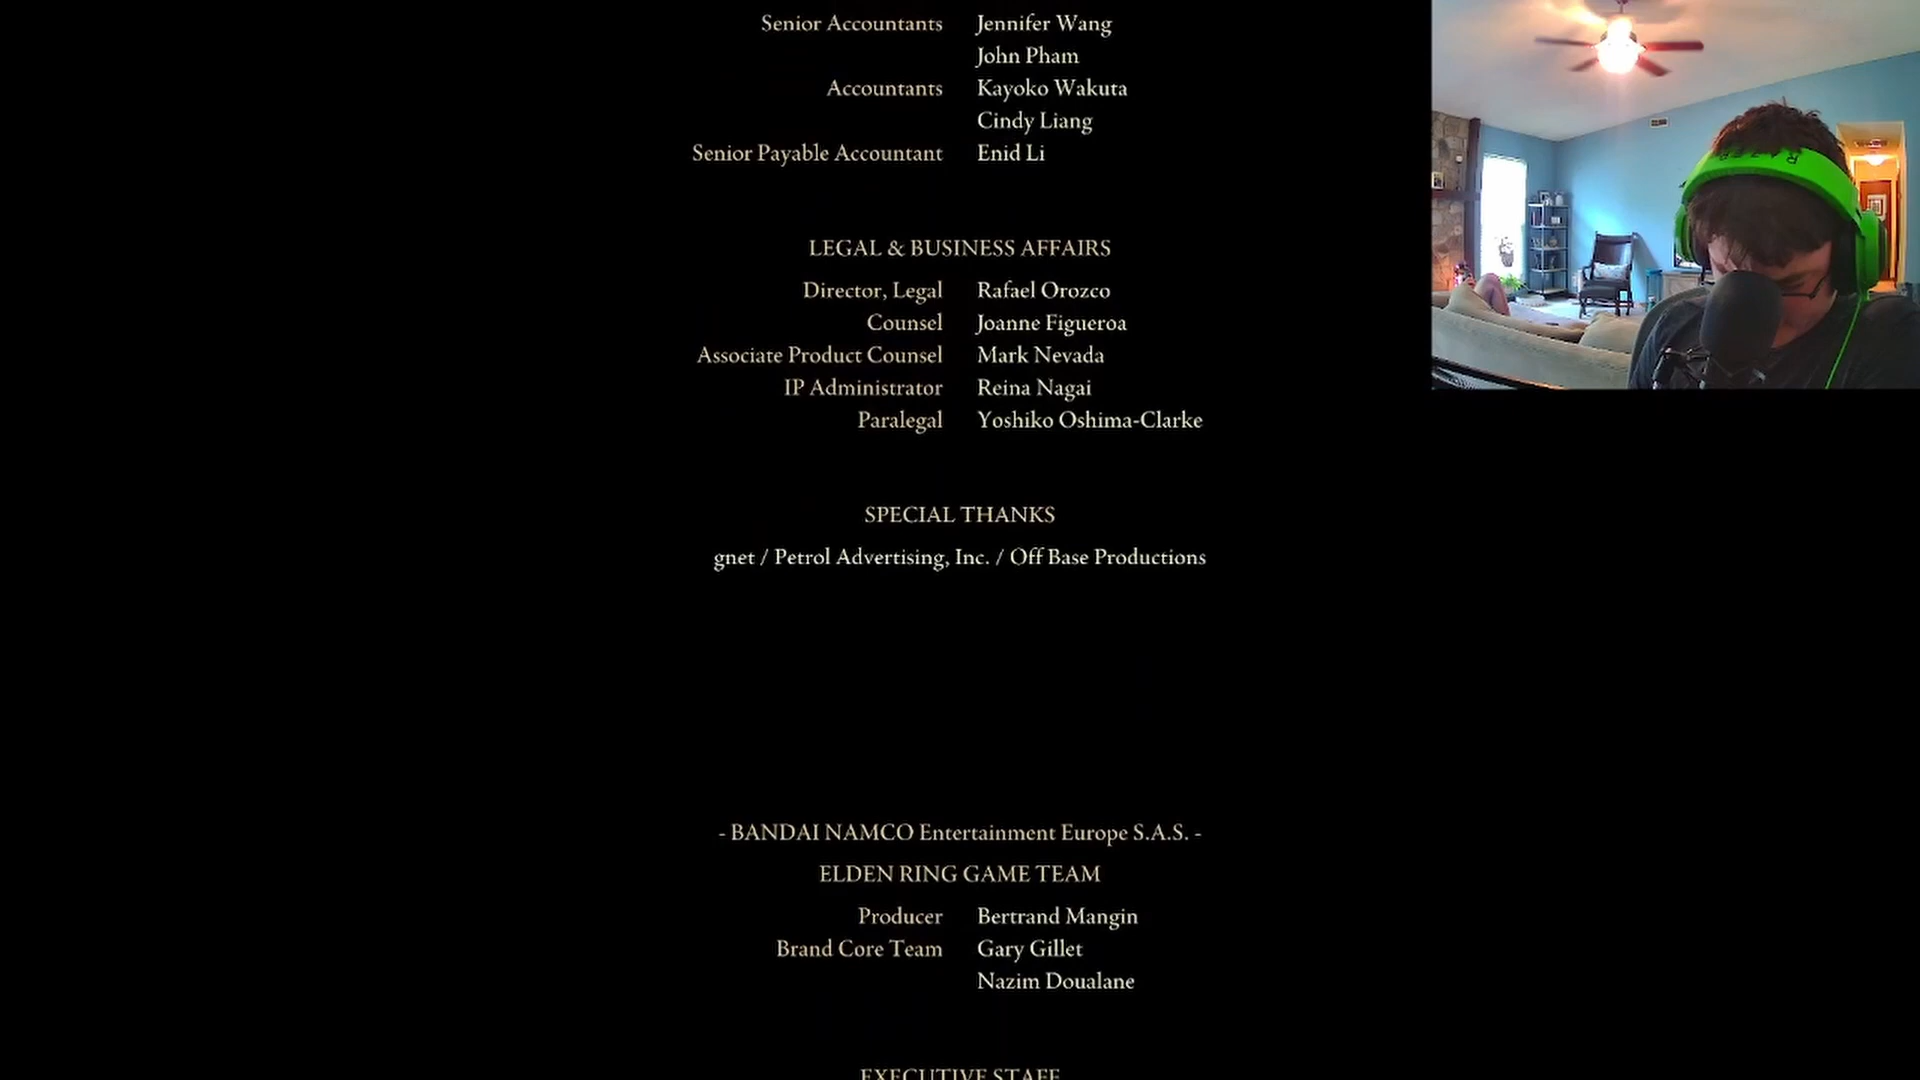 Senior Accountants Jennifer Wang
John Pham
Accountants Kayoko Wakuta
Cindy Liang
Senior Payable Accountant Enid Li
LEGAL & BUSINESS AFFAIRS
Director, Legal Rafael Orozco
Counsel Joanne Figueroa
Associate Product Counsel Mark Nevada
IP Administrator Reina Nagai
Paralegal Yoshiko Oshima-Clarke
SPECIAL THANKS
gnet / Petrol Advertising, Inc. / Off Base Productions
- BANDAI NAMCO Entertainment Europe S.A.S. -
ELDEN RING GAME TEAM
Producer Bertrand Mangin
Brand Core Team Gary Gillet
Nazim Doualane
EXECUTIVE STAFF